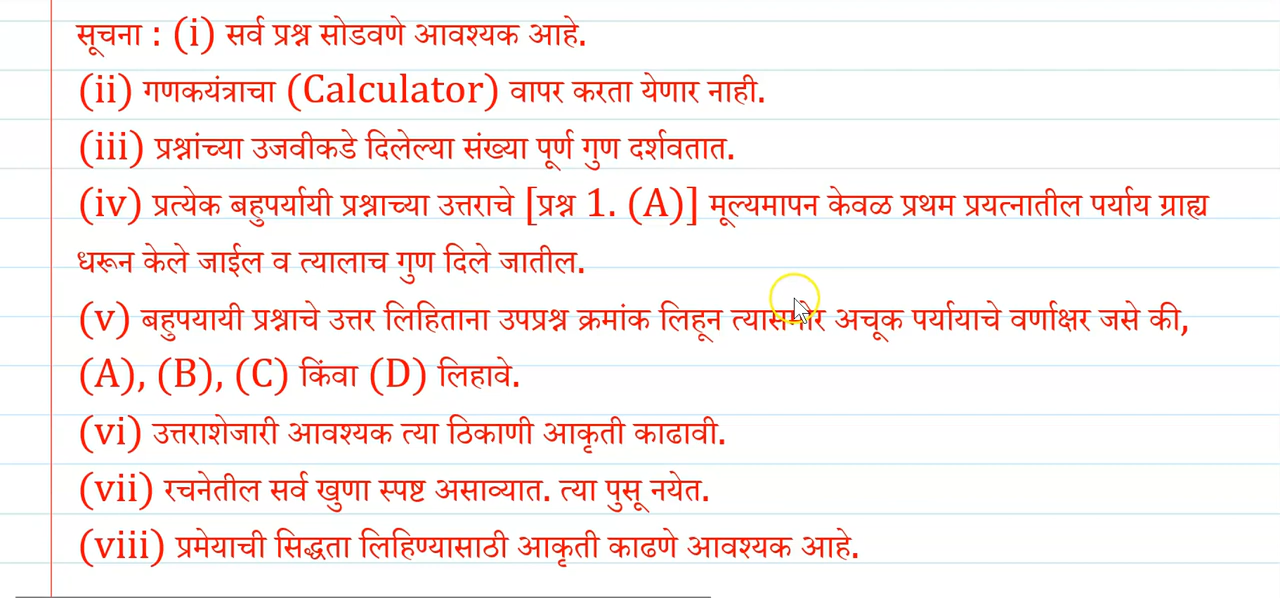 सूचना : (i) सर्व प्रश्न सोडवणे आवश्यक आहे.
(ii) गणकयंत्राचा (Calculator) वापर करता येणार नाही.
(iii) प्रश्नांच्या उजवीकडे दिलेल्या संख्या पूर्ण गुण दर्शवतात.
(iv) प्रत्येक बहुपर्यायी प्रश्नाच्या उत्तराचे [प्रश्न 1. (A)] मूल्यमापन केवळ प्रथम प्रयत्नातील पर्याय ग्राह्य
धरून केले जाईल व त्यालाच गुण दिले जातील.
(v) बहुपयायी प्रश्नाचे उत्तर लिहिताना उपप्रश्न क्रमांक लिहून त्यासमोर अचूक पर्यायाचे वर्णाक्षर जसे की,
(A), (B), (C) किंवा (D) लिहावे.
(vi) उत्तराशेजारी आवश्यक त्या ठिकाणी आकृती काढावी.
(vii) रचनेतील सर्व खुणा स्पष्ट असाव्यात. त्या पुसू नयेत.
(viii) प्रमेयाची सिद्धता लिहिण्यासाठी आकृती काढणे आवश्यक आहे.